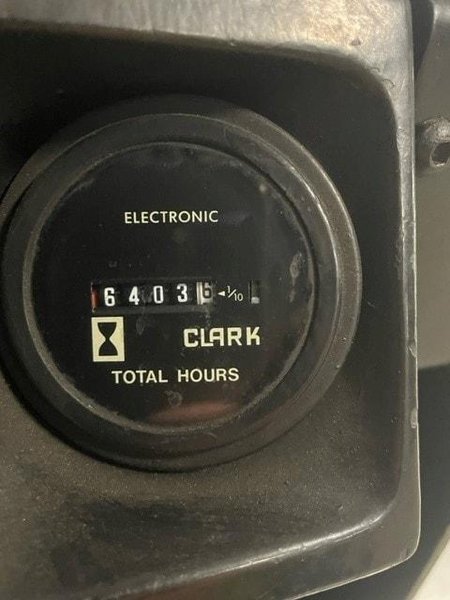 ELECTRONIC
64036 ◄1/10
CLARK
TOTAL HOURS